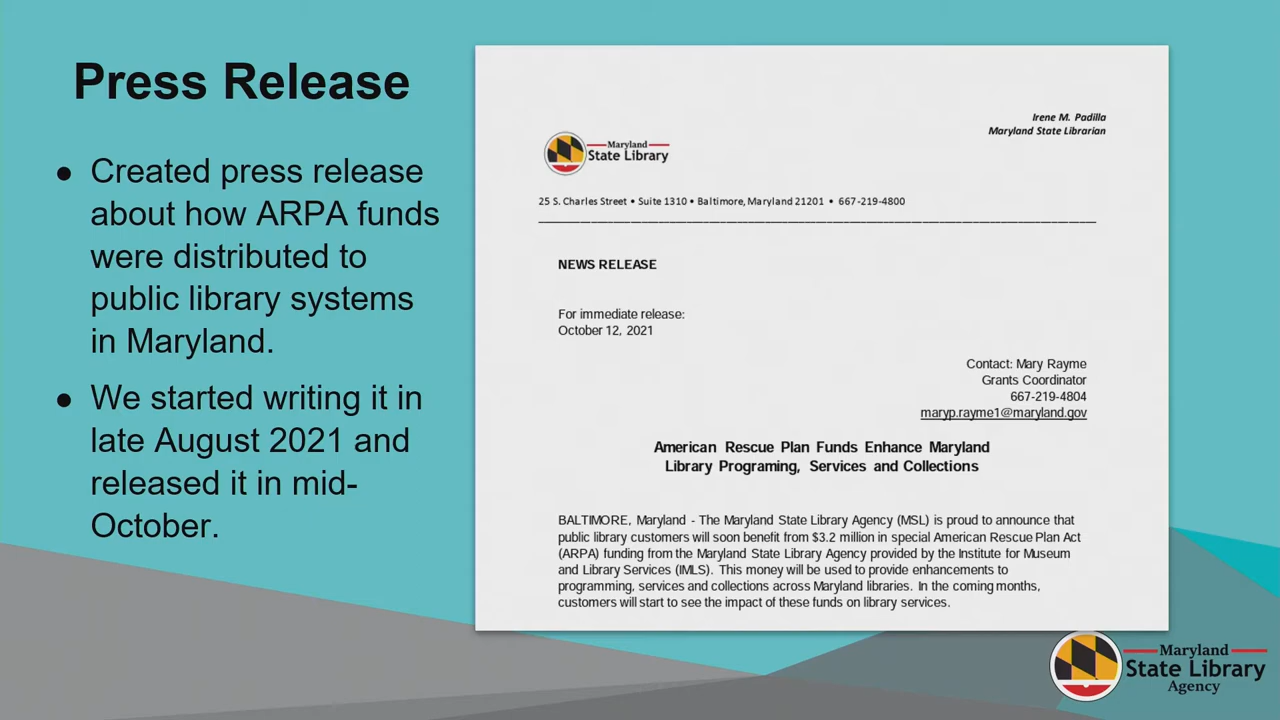 Press Release
● Created press release
about how ARPA funds
were distributed to
public library systems
in Maryland.
● We started writing it in
late August 2021 and
released it in mid-
October.
Irene M. Padilla
Maryland State Librarian
Maryland
State Library
25 S. Charles Street • Suite 1310 • Baltimore, Maryland 21201 • 667-219-4800
NEWS RELEASE
For immediate release:
October 12, 2021
Contact: Mary Rayme
Grants Coordinator
667-219-4804
maryp.rayme1@maryland.gov
American Rescue Plan Funds Enhance Maryland
Library Programing, Services and Collections
BALTIMORE, Maryland - The Maryland State Library Agency (MSL) is proud to announce that
public library customers will soon benefit from $3.2 million in special American Rescue Plan Act
(ARPA) funding from the Maryland State Library Agency provided by the Institute for Museum
and Library Services (IMLS). This money will be used to provide enhancements to
programming, services and collections across Maryland libraries. In the coming months,
customers will start to see the impact of these funds on library services.
Maryland
State Library
Agency